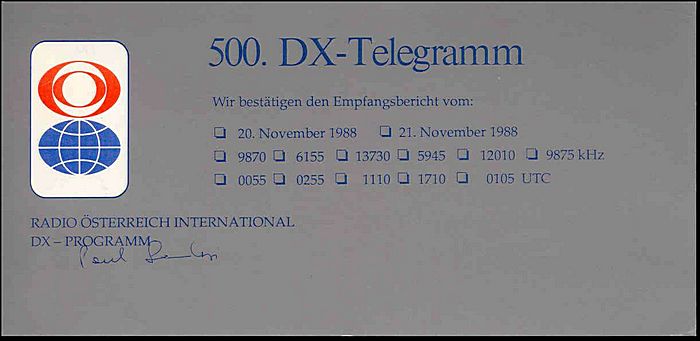 500. DX-Telegramm
Wir bestätigen den Empfangsbericht vom:
❏ 20. November 1988 ❏ 21. November 1988
❏ 9870 ❏ 6155 ❏ 13730 ❏ 5945 ❏ 12010 ❏ 9875 kHz
❏ 0055 ❏ 0255 ❏ 1110 ❏ 1710 ❏ 0105 UTC
RADIO ÖSTERREICH INTERNATIONAL
DX – PROGRAMM
Paul